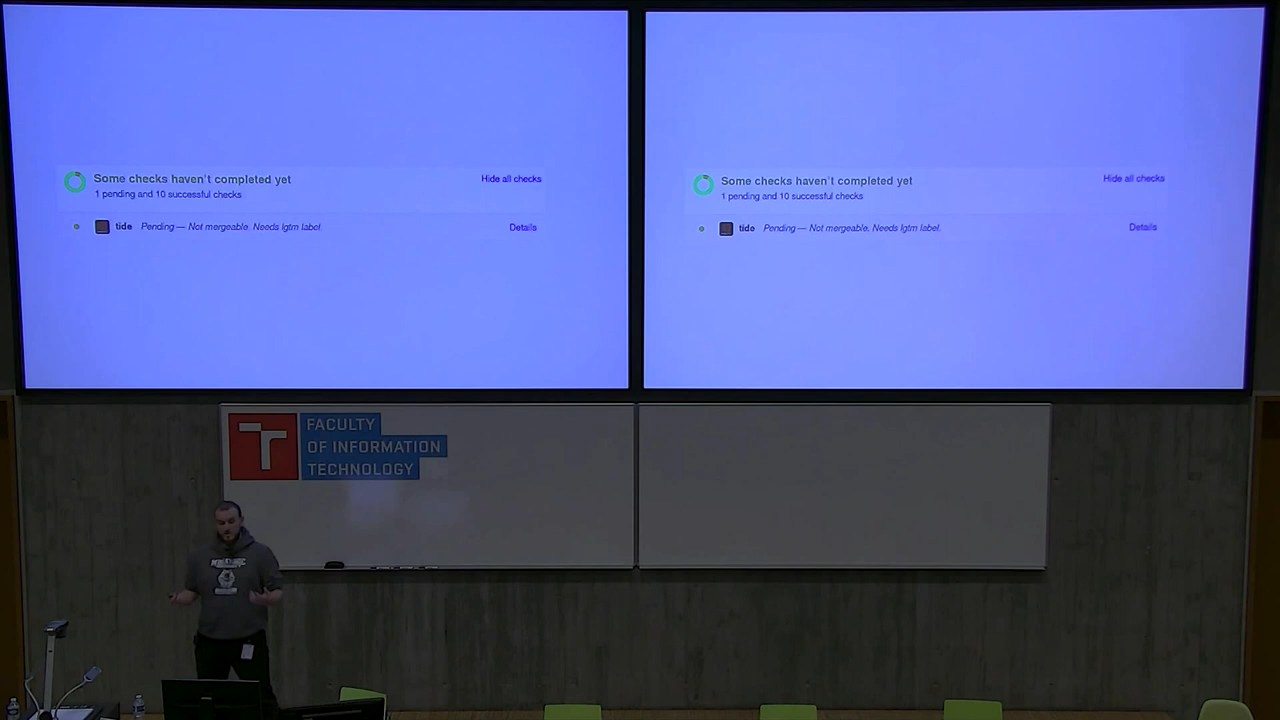 Some checks haven't completed yet
Hide all checks
1 pending and 10 successful checks
tide Pending — Not mergeable. Needs lgtm label.
Details
Some checks haven't completed yet
Hide all checks
1 pending and 10 successful checks
tide Pending — Not mergeable. Needs lgtm label.
Details
T
FACULTY
OF INFORMATION
TECHNOLOGY